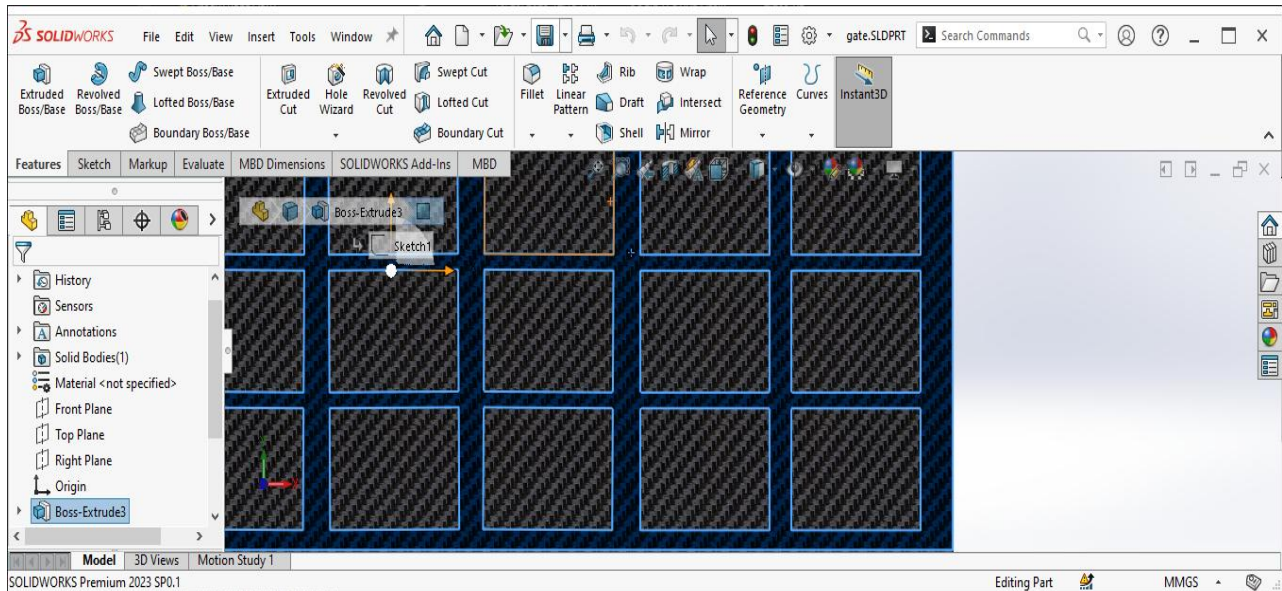 SOLIDWORKS File Edit View Insert Tools Window gate.SLDPRT Search Commands
Extruded Boss/Base
Revolved Boss/Base
Swept Boss/Base
Lofted Boss/Base
Boundary Boss/Base
Extruded Cut
Hole Wizard
Revolved Cut
Swept Cut
Lofted Cut
Boundary Cut
Fillet
Linear Pattern
Rib
Draft
Shell
Wrap
Intersect
Mirror
Reference Geometry
Curves
Instant3D
Features Sketch Markup Evaluate MBD Dimensions SOLIDWORKS Add-Ins MBD
Boss-Extrude3
Sketch1
History
Sensors
Annotations
Solid Bodies(1)
Material <not specified>
Front Plane
Top Plane
Right Plane
Origin
Boss-Extrude3
Model 3D Views Motion Study 1
SOLIDWORKS Premium 2023 SP0.1 Editing Part MMGS